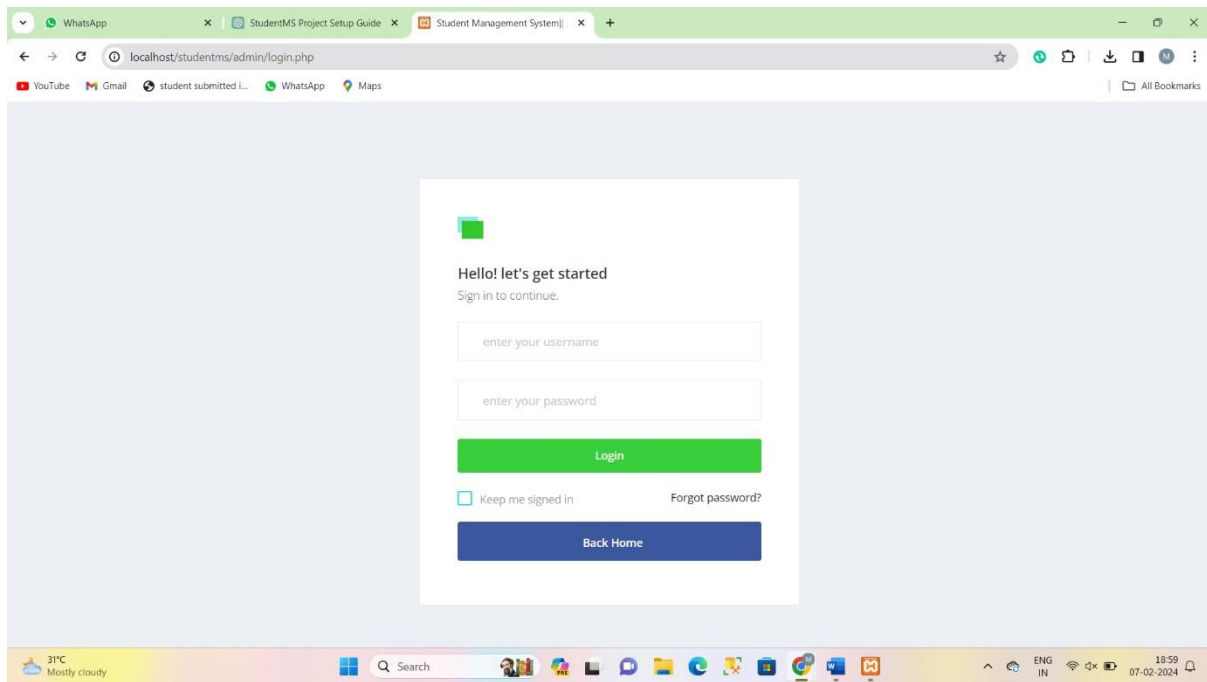 WhatsApp
StudentMS Project Setup Guide
Student Management System||
localhost/studentms/admin/login.php
M
YouTube
Gmail
student submitted i...
WhatsApp
Maps
All Bookmarks
Hello! let's get started
Sign in to continue.
enter your username
enter your password
Login
Keep me signed in
Forgot password?
Back Home
31°C
Mostly cloudy
Search
PRE
ENG
IN
18:59
07-02-2024